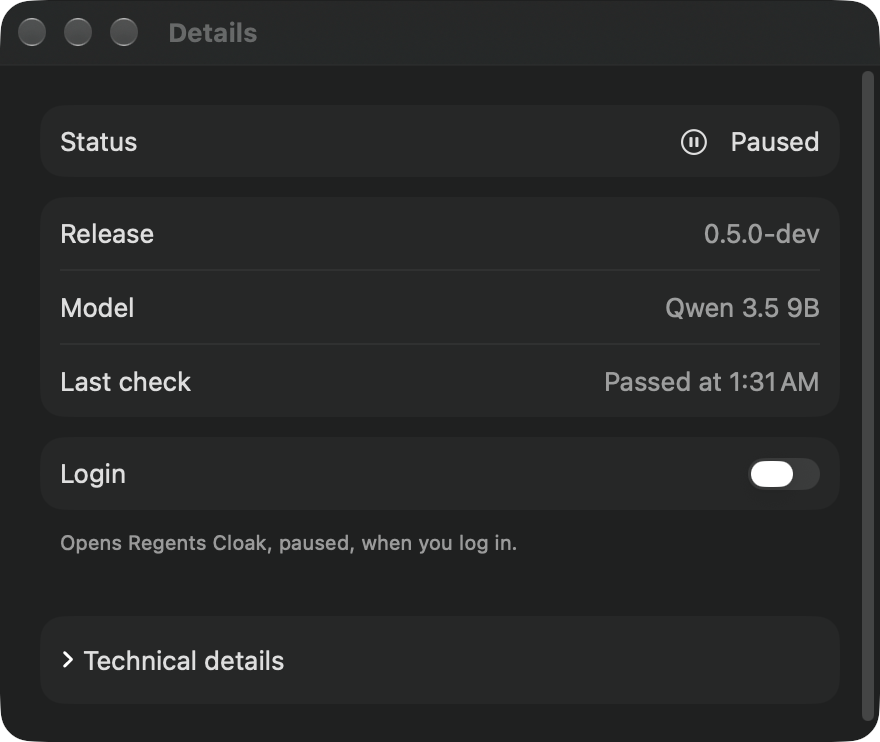 Details
Status Paused
Release 0.5.0-dev
Model Qwen 3.5 9B
Last check Passed at 1:31 AM
Login
Opens Regents Cloak, paused, when you log in.
Technical details